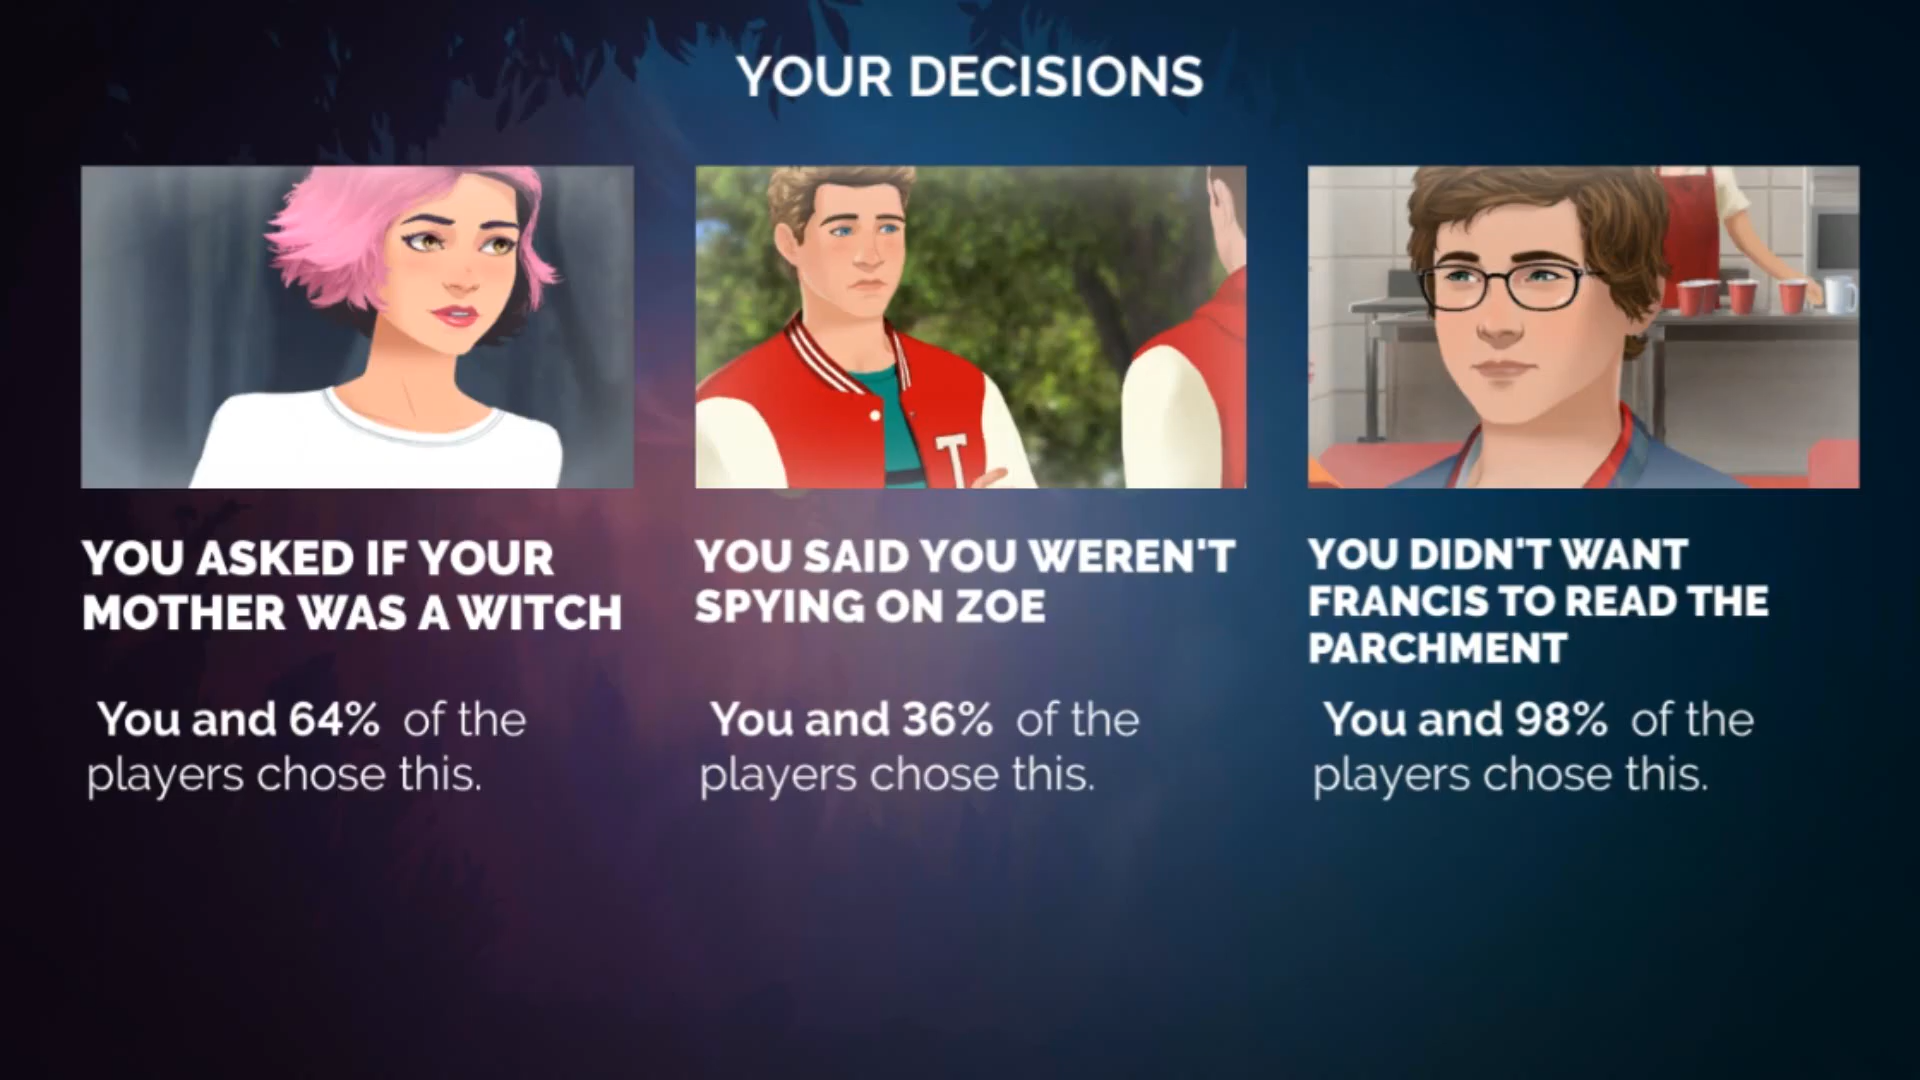 YOUR DECISIONS
YOU ASKED IF YOUR
MOTHER WAS A WITCH
You and 64% of the
players chose this.
T
YOU SAID YOU WEREN'T
SPYING ON ZOE
You and 36% of the
players chose this.
YOU DIDN'T WANT
FRANCIS TO READ THE
PARCHMENT
You and 98% of the
players chose this.